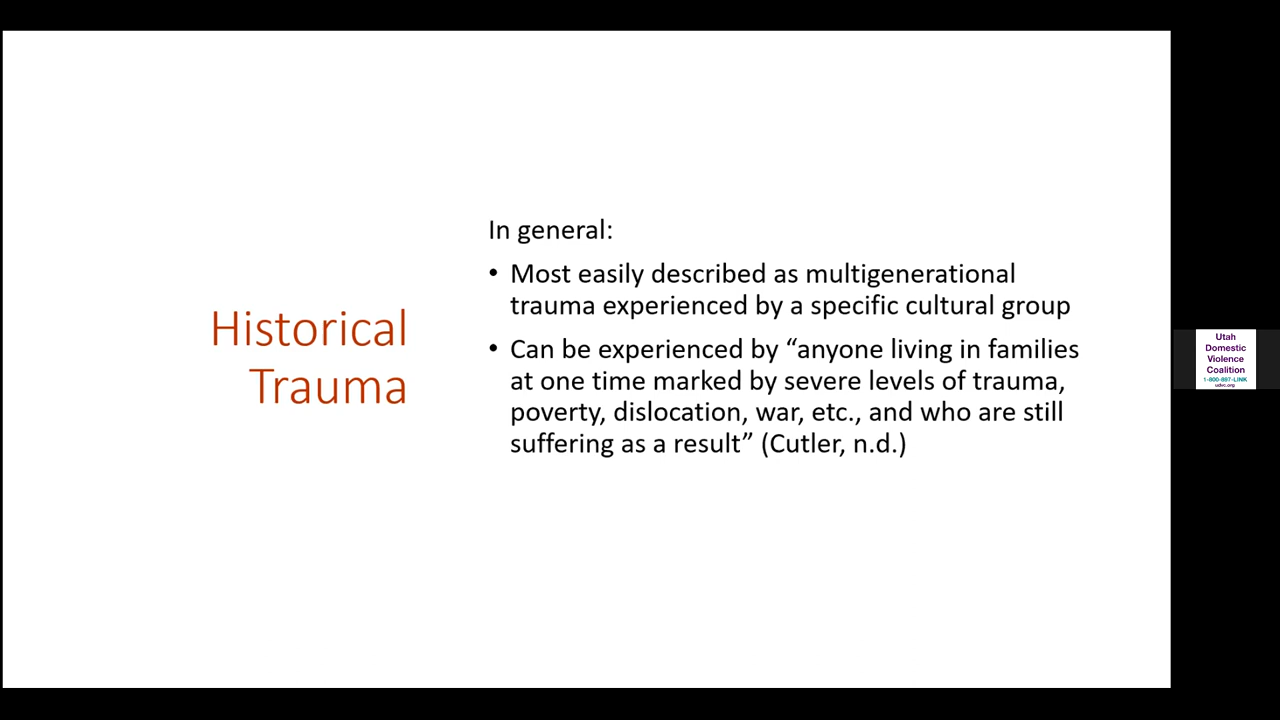 Historical
Trauma
In general:
• Most easily described as multigenerational
trauma experienced by a specific cultural group
• Can be experienced by “anyone living in families
at one time marked by severe levels of trauma,
poverty, dislocation, war, etc., and who are still
suffering as a result” (Cutler, n.d.)
Utah
Domestic
Violence
Coalition
1-800-897-LINK
udvc.org